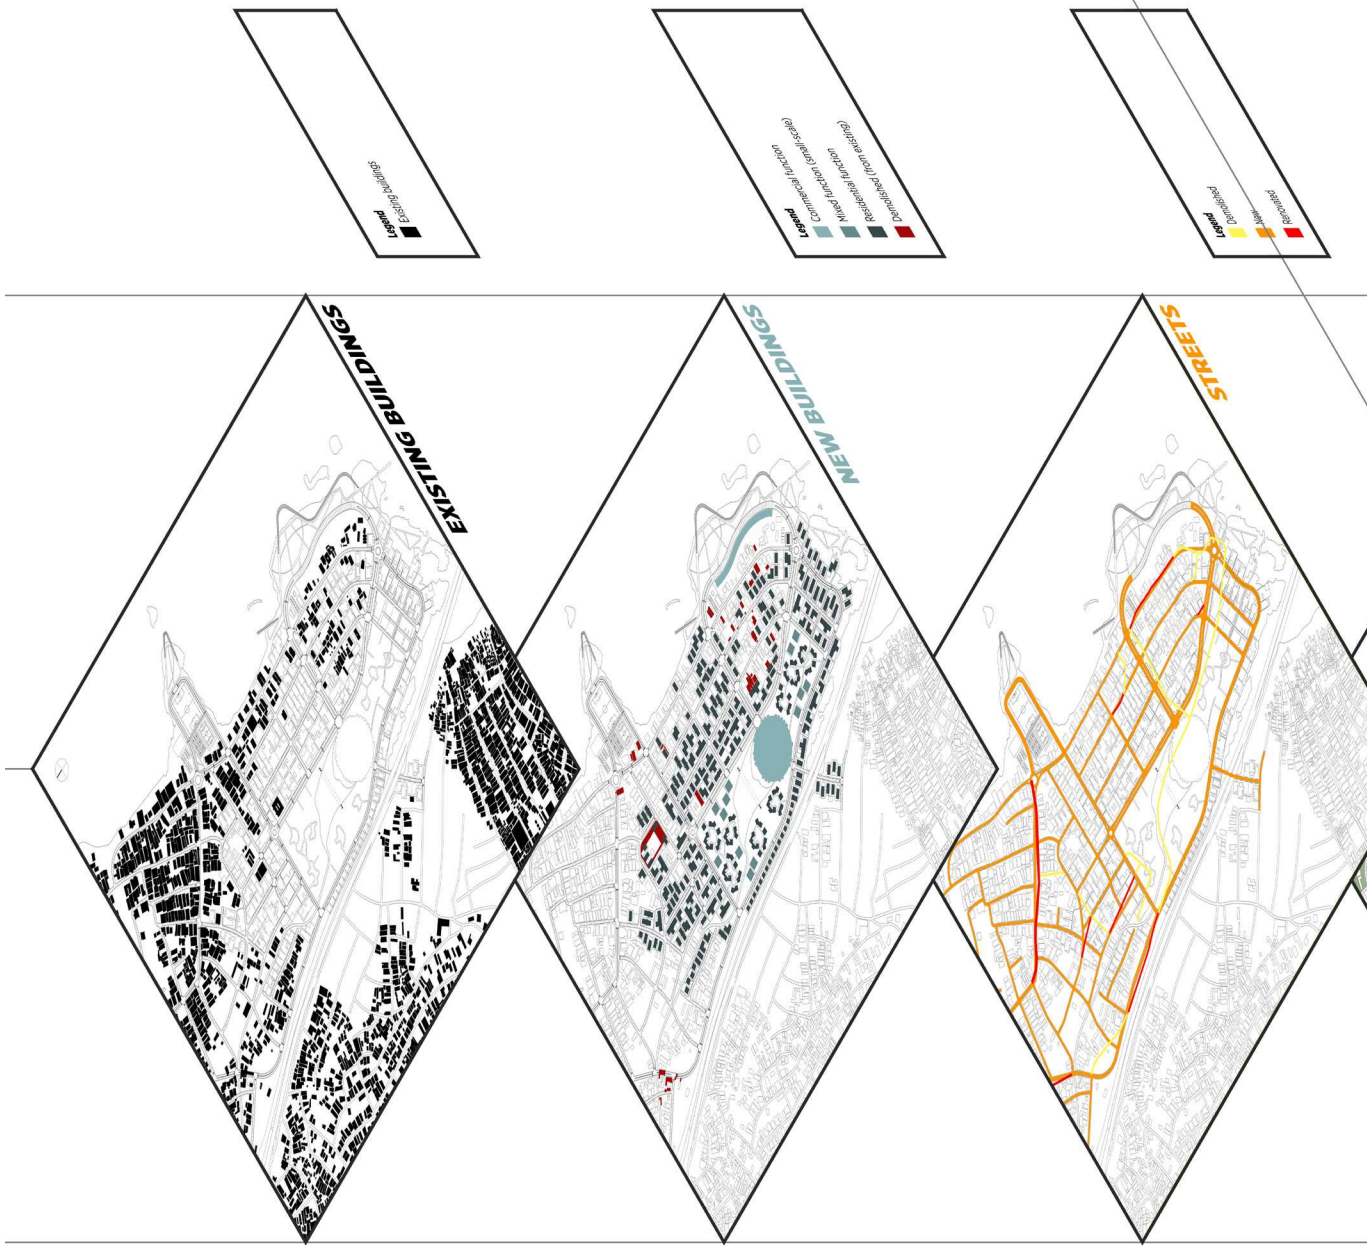 Legend
Existing buildings
EXISTING BUILDINGS
Legend
Commercial function
Mixed function (small-scale)
Residential function
Demolished (from existing)
NEW BUILDINGS
Legend
Demolished
New
Renovated
STREETS